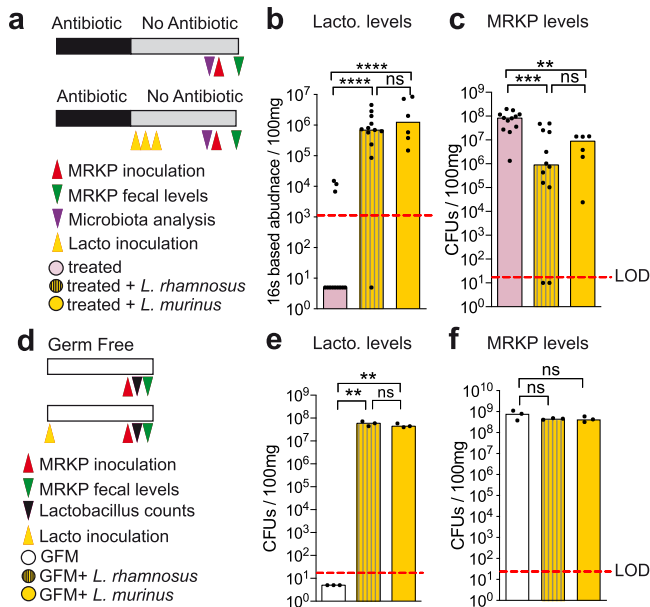 a
Antibiotic No Antibiotic
Antibiotic No Antibiotic
MRKP inoculation
MRKP fecal levels
Microbiota analysis
Lacto inoculation
treated
treated + L. rhamnosus
treated + L. murinus
b
Lacto. levels
****
**** ns
16s based abudnace / 100mg
10⁷
10⁶
10⁵
10⁴
10³
10²
10¹
10⁰
c
MRKP levels
**
*** ns
CFUs / 100mg
10⁹
10⁸
10⁷
10⁶
10⁵
10⁴
10³
10²
10¹
10⁰
LOD
d
Germ Free
MRKP inoculation
MRKP fecal levels
Lactobacillus counts
Lacto inoculation
GFM
GFM+ L. rhamnosus
GFM+ L. murinus
e
Lacto. levels
**
** ns
CFUs / 100mg
10⁹
10⁸
10⁷
10⁶
10⁵
10⁴
10³
10²
10¹
10⁰
f
MRKP levels
ns
ns
CFUs / 100mg
10¹⁰
10⁹
10⁸
10⁷
10⁶
10⁵
10⁴
10³
10²
10¹
10⁰
LOD